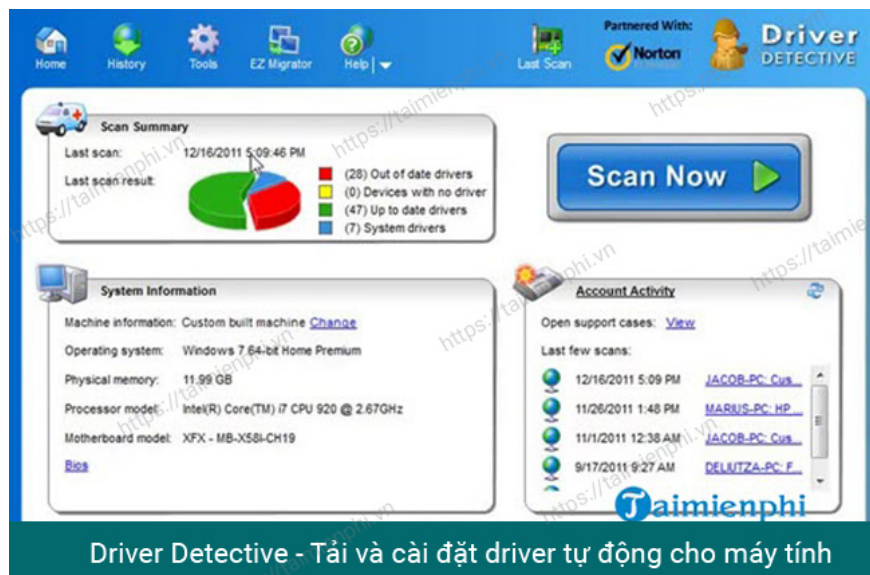 Partnered With:
Driver
DETECTIVE
Norton
Home
History
Tools
EZ Migrator
Help
Last Scan
Scan Summary
Last scan: 12/16/2011 5:09:46 PM
Last scan result:
(28) Out of date drivers
(0) Devices with no driver
(47) Up to date drivers
(7) System drivers
Scan Now
System Information
Machine information: Custom built machine Change
Operating system: Windows 7 64-bit Home Premium
Physical memory: 11.99 GB
Processor model: Intel(R) Core(TM) i7 CPU 920 @ 2.67GHz
Motherboard model: XFX - MB-X58I-CH19
Bios
Account Activity
Open support cases: View
Last few scans:
12/16/2011 5:09 PM JACOB-PC: Cus...
11/26/2011 1:48 PM MARIUS-PC: HP ...
11/1/2011 12:38 AM JACOB-PC: Cus...
9/17/2011 9:27 AM DELIUTZA-PC: F...
https://taimienphi.vn
Taimienphi
Driver Detective - Tải và cài đặt driver tự động cho máy tính